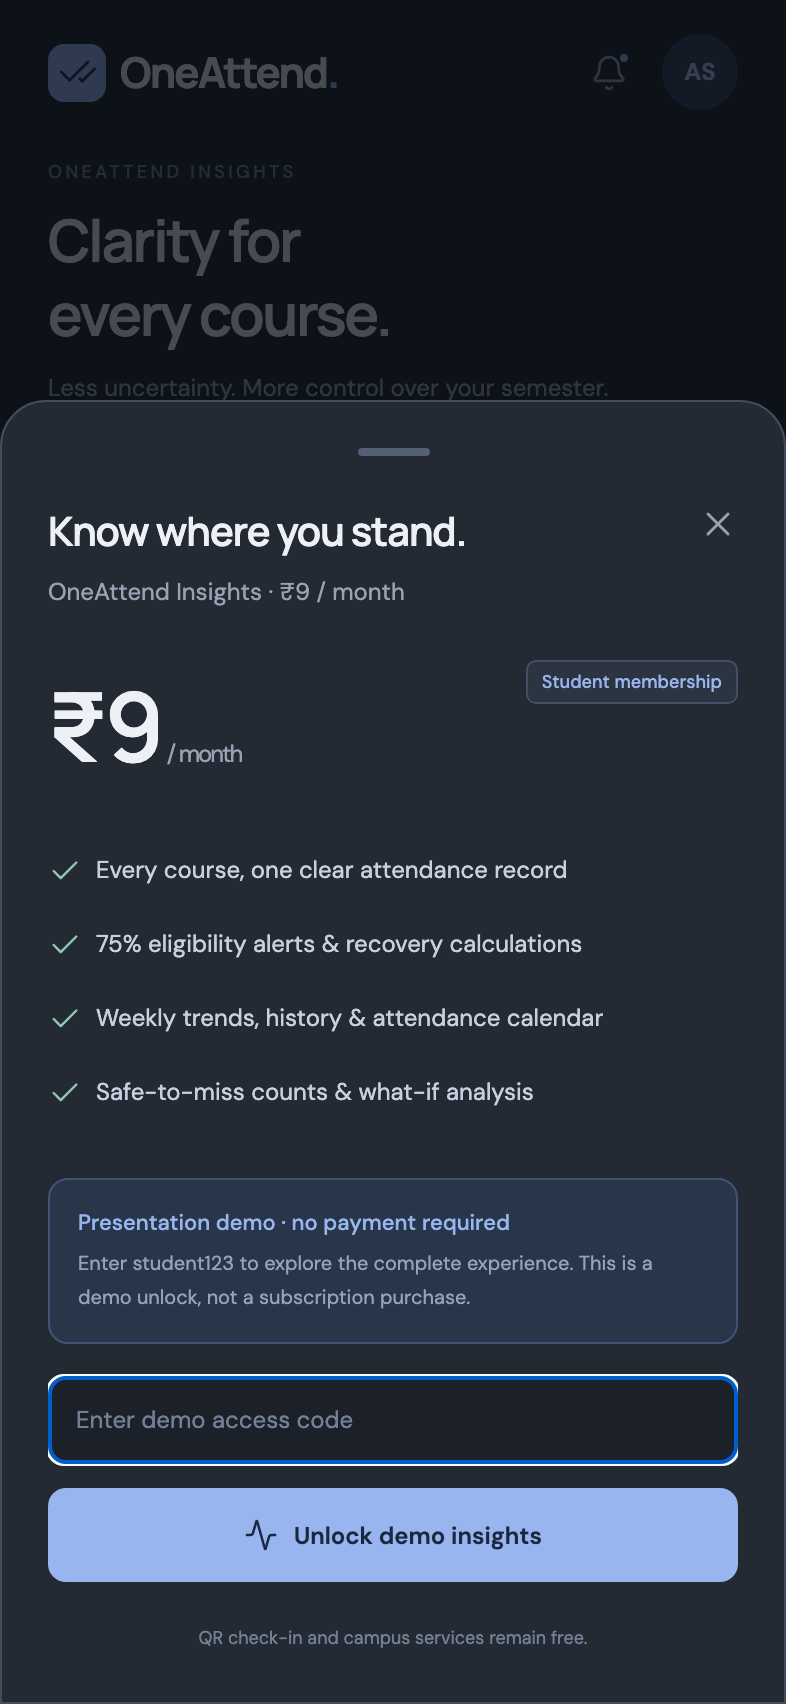 OneAttend.
AS
ONEATTEND INSIGHTS
Clarity for
every course.
Less uncertainty. More control over your semester.
Know where you stand.
OneAttend Insights · ₹9 / month
Student membership
₹9 / month
Every course, one clear attendance record
75% eligibility alerts & recovery calculations
Weekly trends, history & attendance calendar
Safe-to-miss counts & what-if analysis
Presentation demo · no payment required
Enter student123 to explore the complete experience. This is a
demo unlock, not a subscription purchase.
Enter demo access code
Unlock demo insights
QR check-in and campus services remain free.